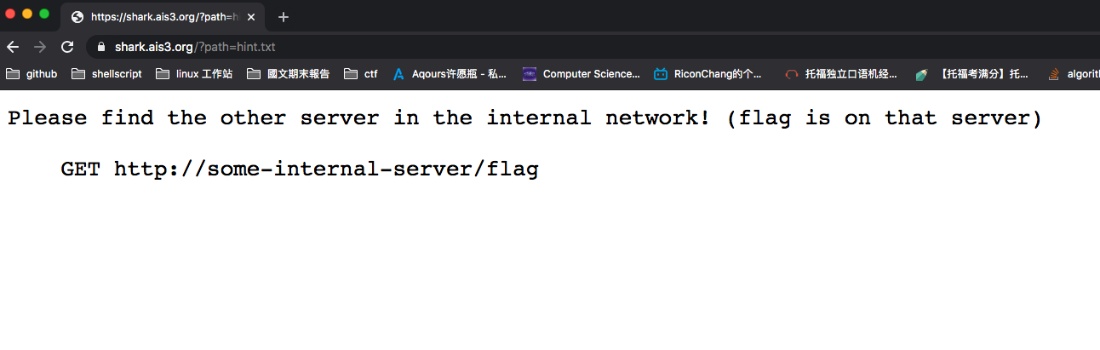 https://shark.ais3.org/?path=h
shark.ais3.org/?path=hint.txt
github shellscript linux 工作站 國文期末報告 ctf Aqours许愿瓶 - 私... Computer Science... RiconChang的个... 托福独立口语机经... 【托福考满分】托... algorit
Please find the other server in the internal network! (flag is on that server)
GET http://some-internal-server/flag